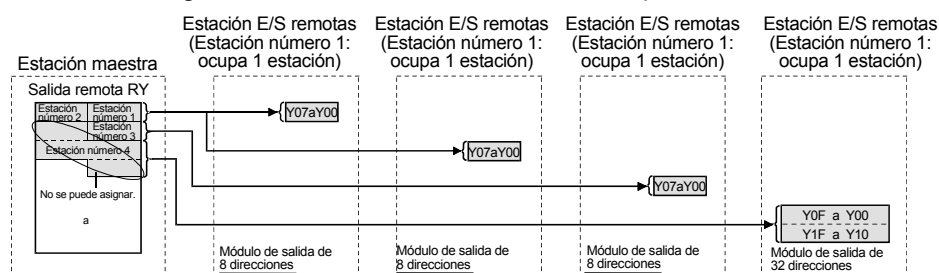 Estación E/S remotas
(Estación número 1:
ocupa 1 estación)
Estación E/S remotas
(Estación número 1:
ocupa 1 estación)
Estación E/S remotas
(Estación número 1:
ocupa 1 estación)
Estación E/S remotas
(Estación número 1:
ocupa 1 estación)
Estación maestra
Salida remota RY
Estación
número 2
Estación
número 1
Estación
número 3
Estación número 4
No se puede asignar.
a
Y07aY00
Y07aY00
Y07aY00
Y0F a Y00
Y1F a Y10
Módulo de salida de
8 direcciones
Módulo de salida de
8 direcciones
Módulo de salida de
8 direcciones
Módulo de salida de
32 direcciones